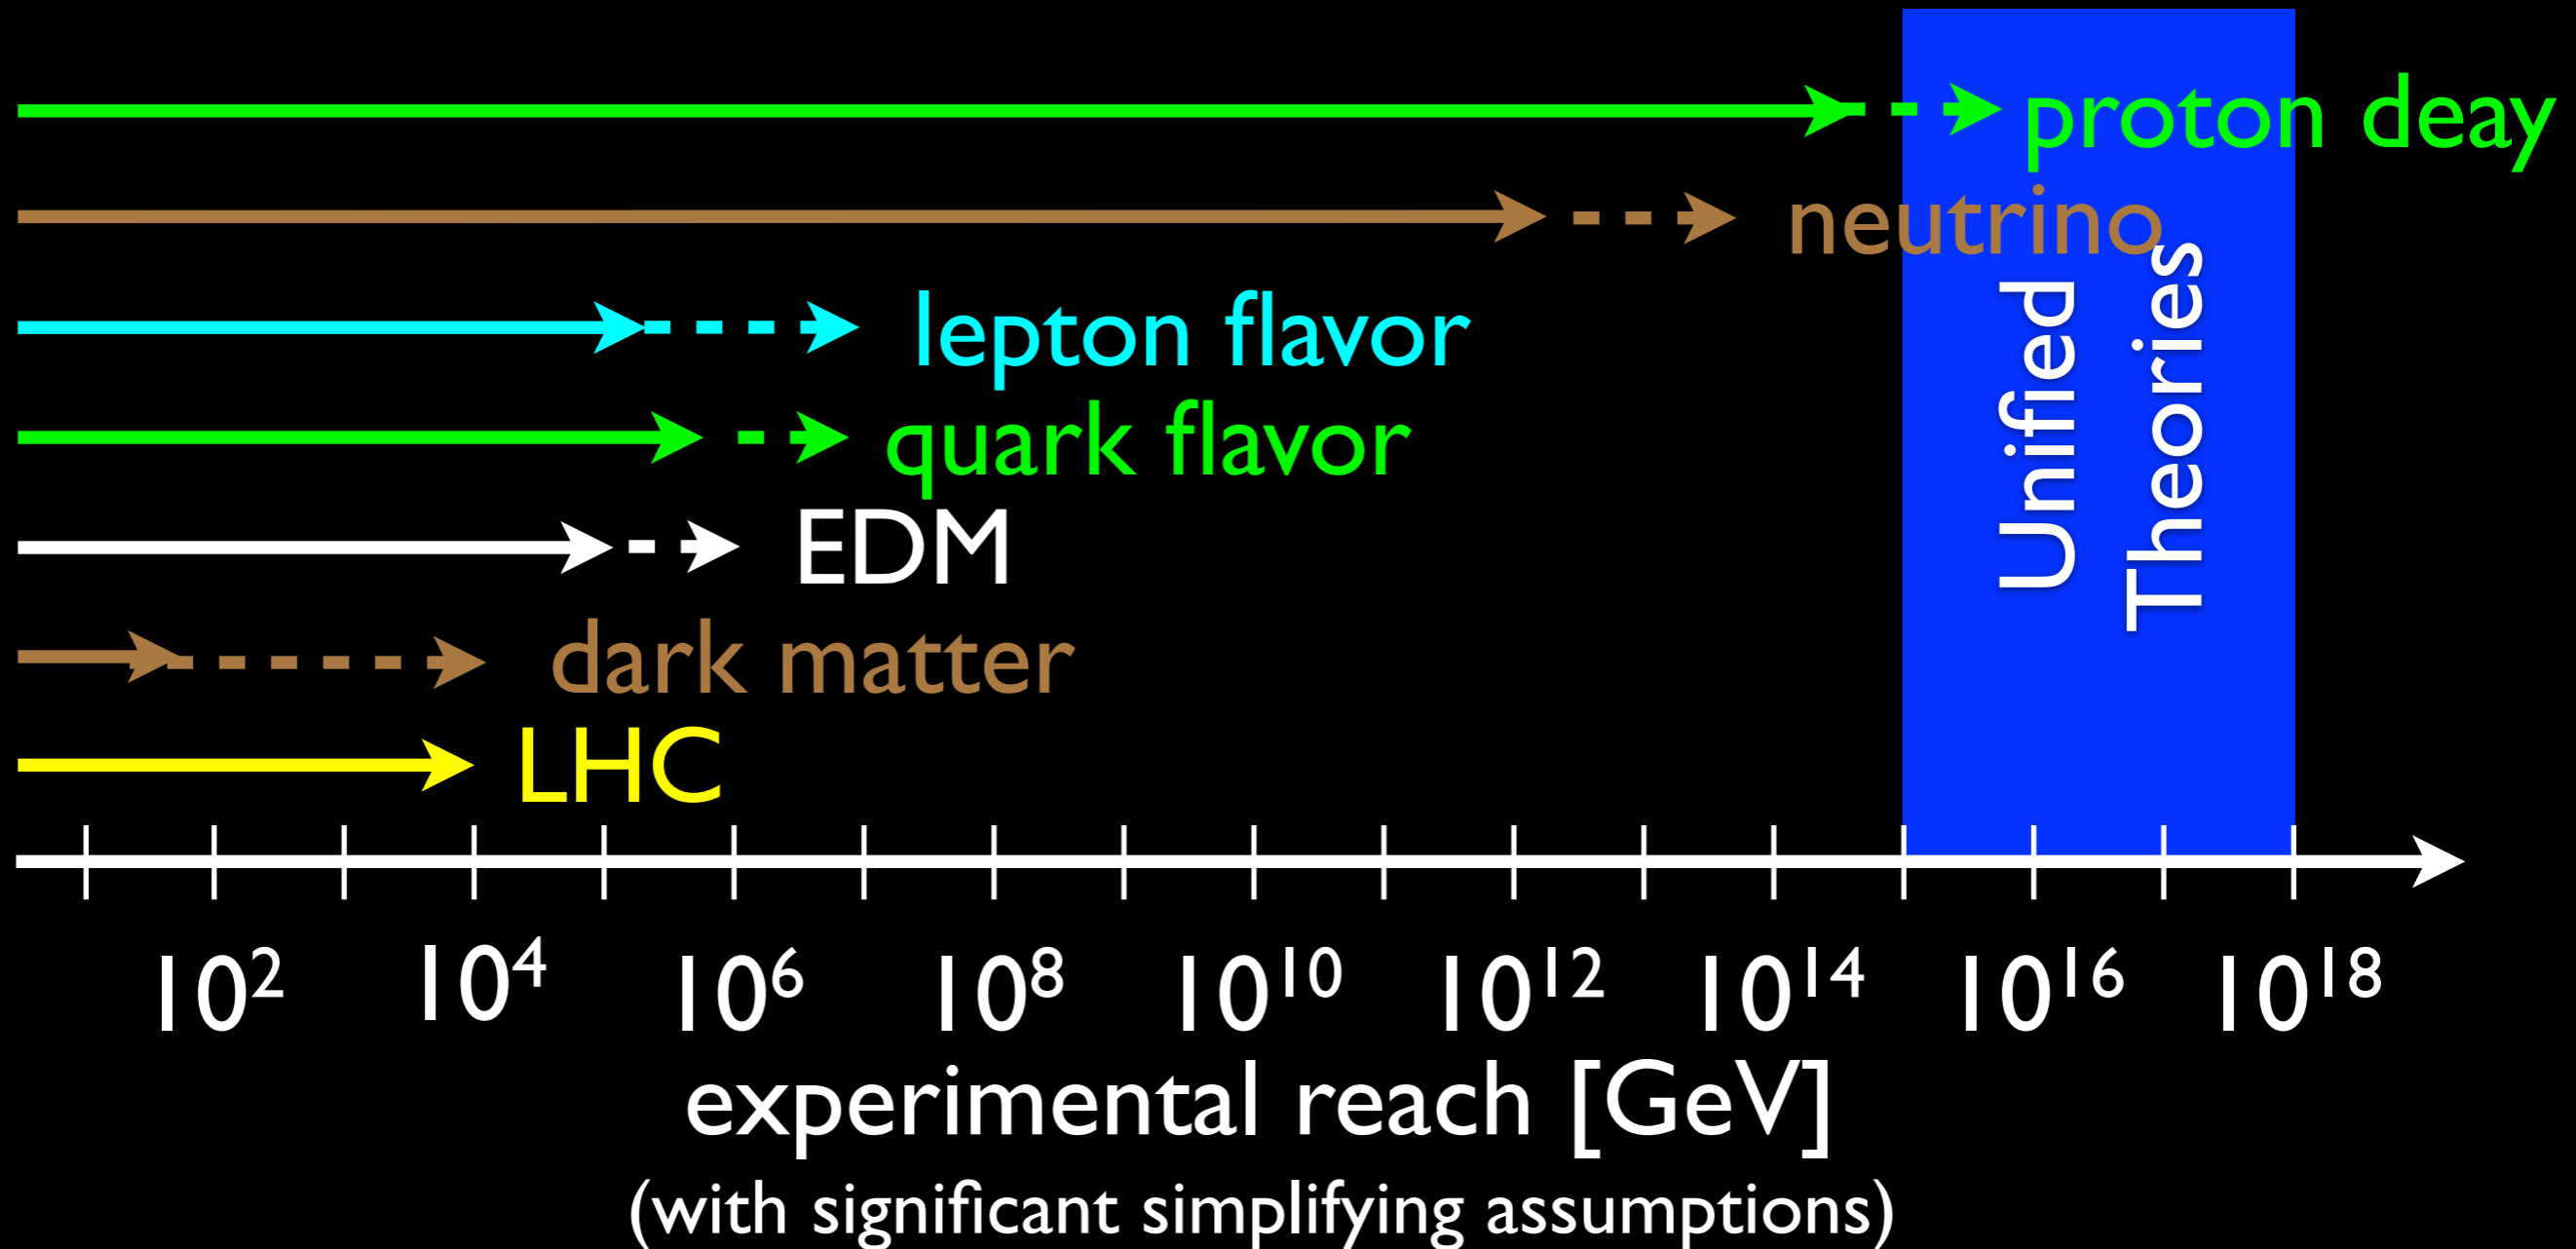 proton deay
neutrino
lepton flavor
quark flavor
EDM
dark matter
LHC
Unified
Theories
10² 10⁴ 10⁶ 10⁸ 10¹⁰ 10¹² 10¹⁴ 10¹⁶ 10¹⁸
experimental reach [GeV]
(with significant simplifying assumptions)